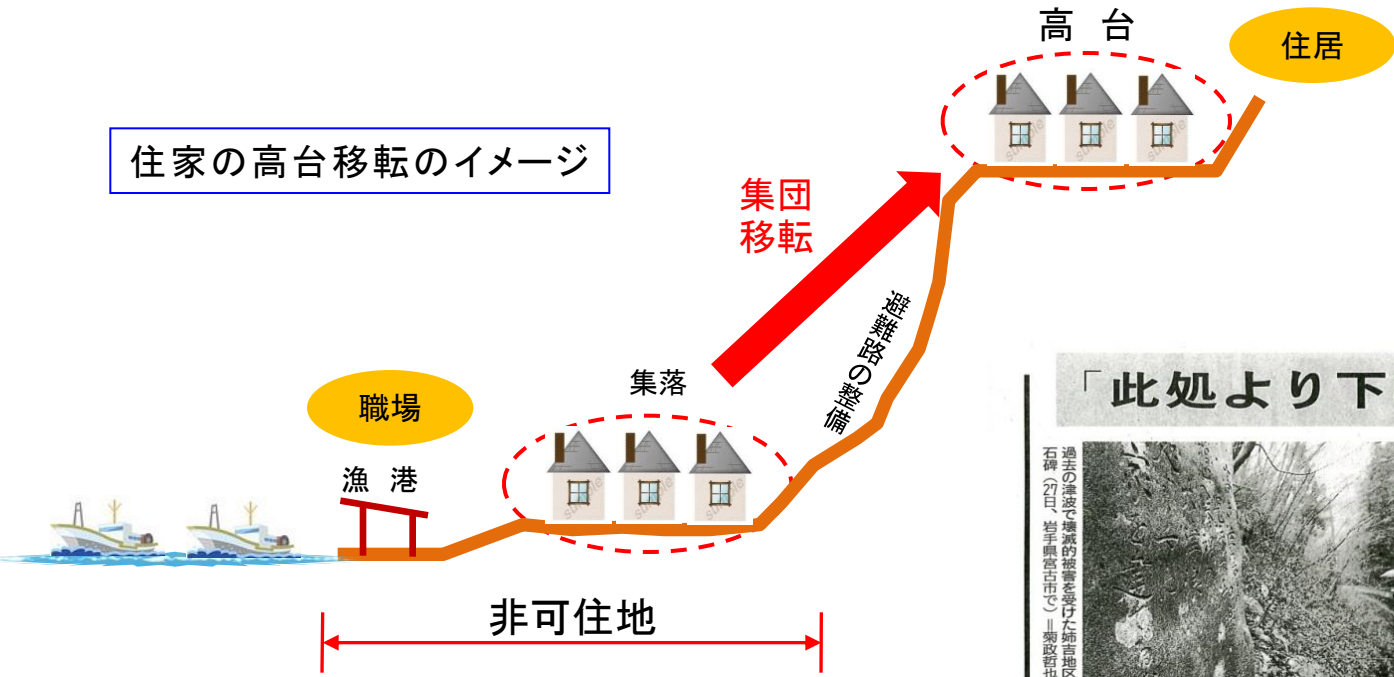 高 台
住居
住家の高台移転のイメージ
集団
移転
避難路の整備
集落
職場
漁 港
非可住地
「此処より下
過去の津波で壊滅的被害を受けた姉吉地区
石碑(27日、岩手県宮古市で)=菊政哲也